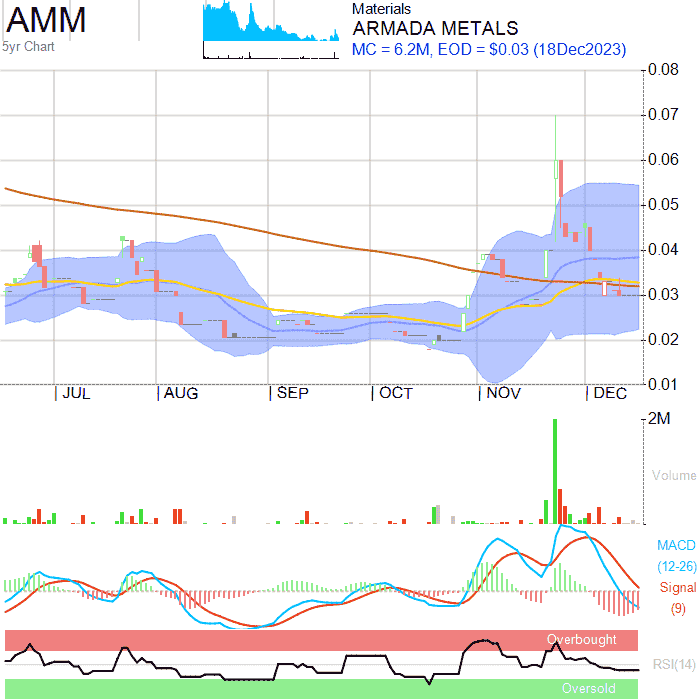 AMM
5yr Chart
Materials
ARMADA METALS
MC = 6.2M, EOD = $0.03 (18Dec2023)
0.08
0.07
0.06
0.05
0.04
0.03
0.02
0.01
JUL AUG SEP OCT NOV DEC
2M
Volume
MACD
(12-26)
Signal
(9)
Overbought
RSI(14)
Oversold